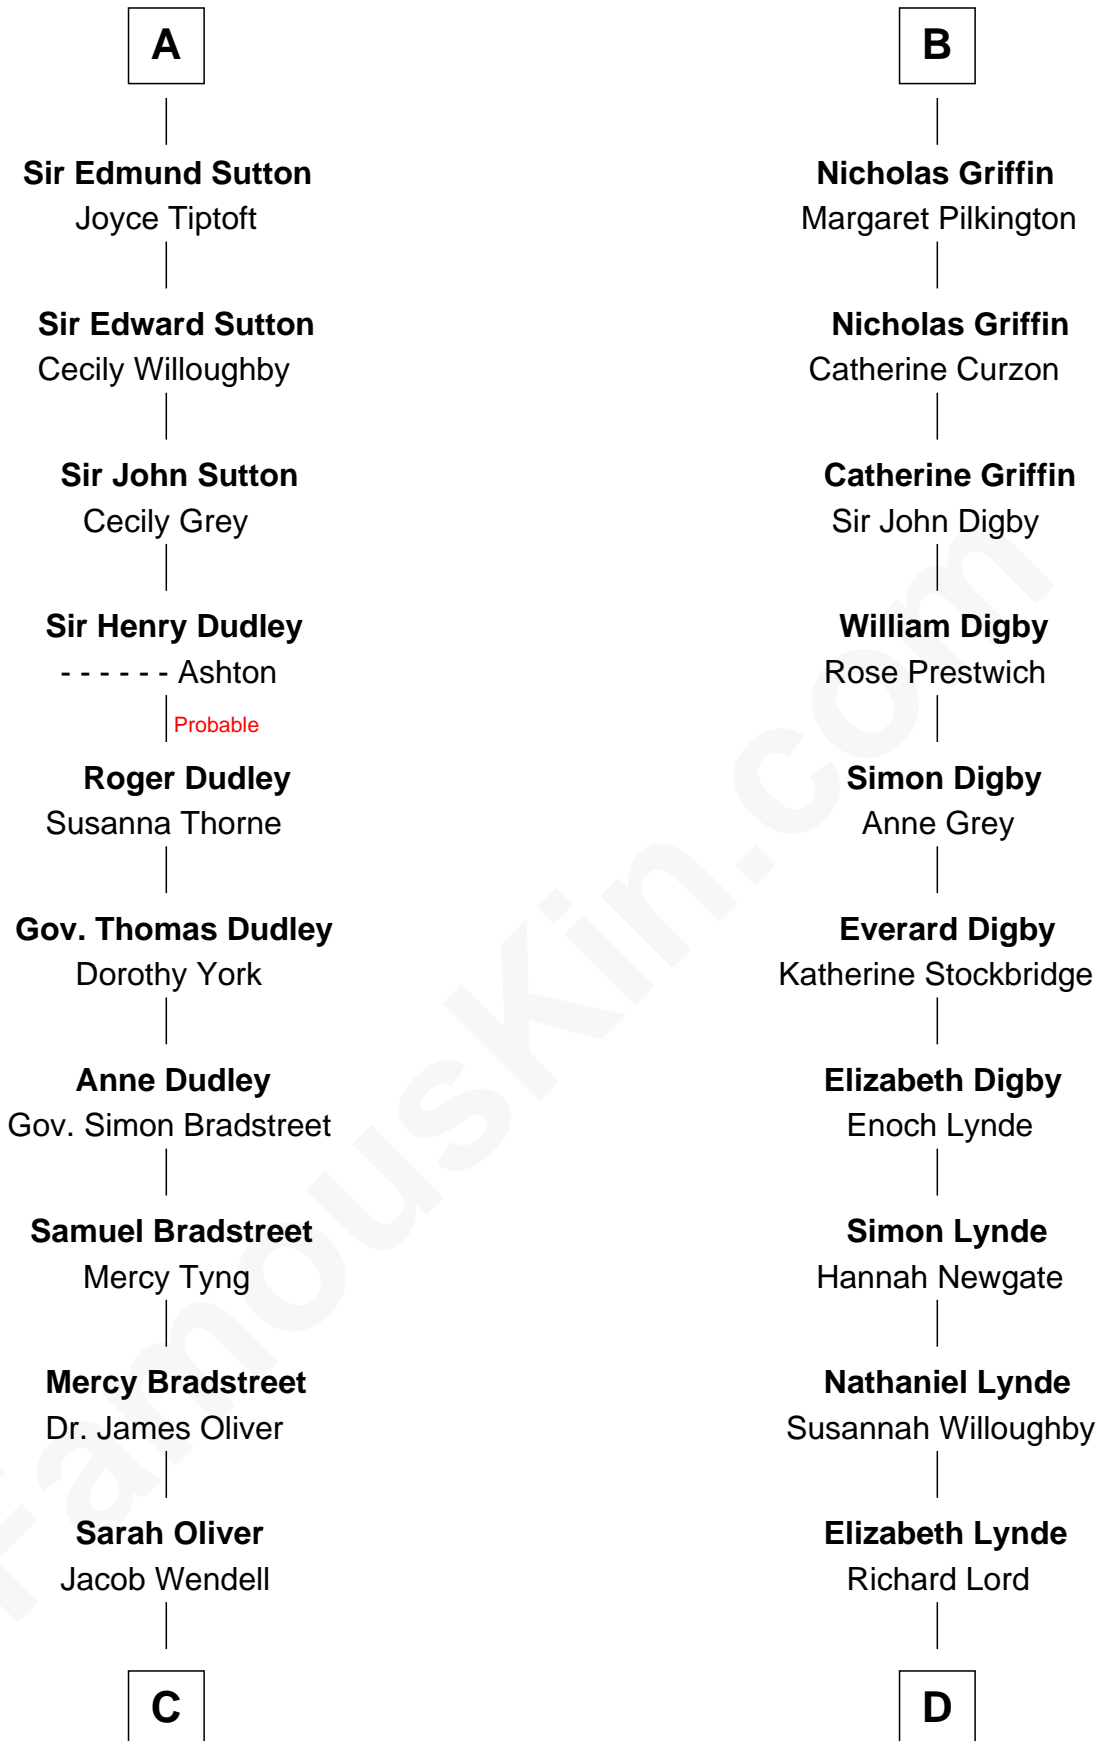 A
Sir Edmund Sutton
Joyce Tiptoft
Sir Edward Sutton
Cecily Willoughby
Sir John Sutton
Cecily Grey
Sir Henry Dudley
- - - - - - Ashton
Probable
Roger Dudley
Susanna Thorne
Gov. Thomas Dudley
Dorothy York
Anne Dudley
Gov. Simon Bradstreet
Samuel Bradstreet
Mercy Tyng
Mercy Bradstreet
Dr. James Oliver
Sarah Oliver
Jacob Wendell
C
B
Nicholas Griffin
Margaret Pilkington
Nicholas Griffin
Catherine Curzon
Catherine Griffin
Sir John Digby
William Digby
Rose Prestwich
Simon Digby
Anne Grey
Everard Digby
Katherine Stockbridge
Elizabeth Digby
Enoch Lynde
Simon Lynde
Hannah Newgate
Nathaniel Lynde
Susannah Willoughby
Elizabeth Lynde
Richard Lord
D
FamousKin.com